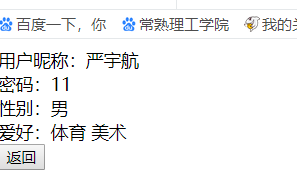 百度一下，你 常熟理工学院 我的关
用户昵称：严宇航
密码：11
性别：男
爱好：体育 美术
返回